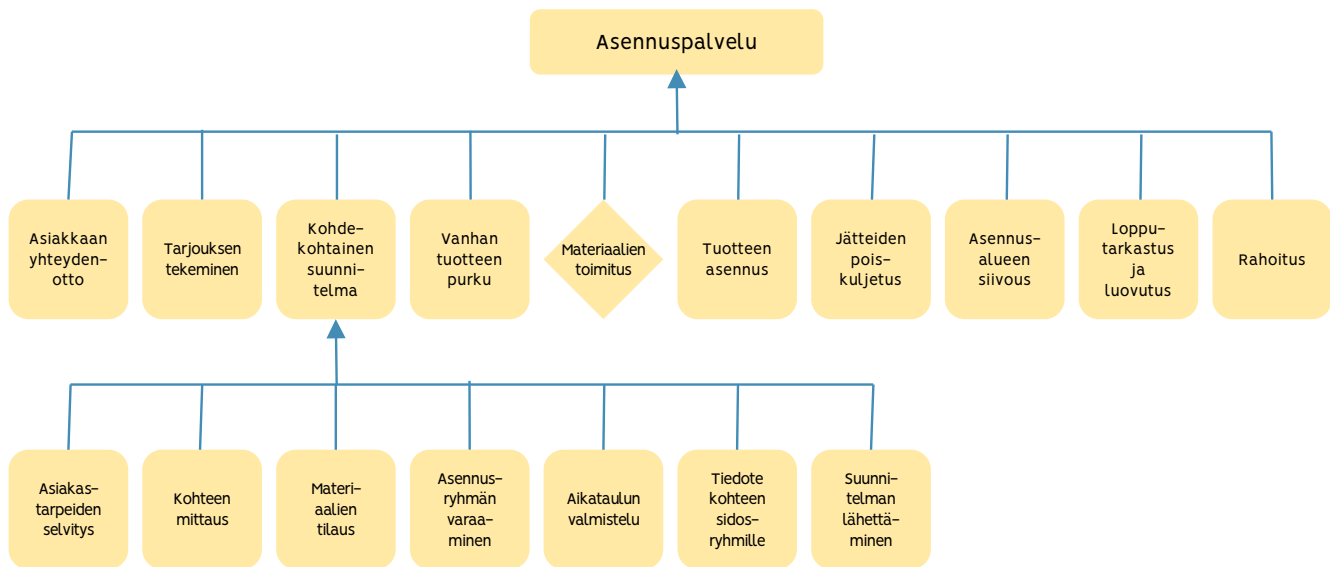 Asennuspalvelu
Asiakkaan
yhteyden-
otto
Tarjouksen
tekeminen
Kohde-
kohtainen
suunni-
telma
Vanhan
tuotteen
purku
Materiaalien
toimitus
Tuotteen
asennus
Jätteiden
pois-
kuljetus
Asennus-
alueen
siivous
Loppu-
tarkastus
ja
luovutus
Rahoitus
Asiakas-
tarpeiden
selvitys
Kohteen
mittaus
Materi-
aalien
tilaus
Asennus-
ryhmän
varaa-
minen
Aikataulun
valmistelu
Tiedote
kohteen
sidos-
ryhmille
Suunni-
telman
lähettä-
minen